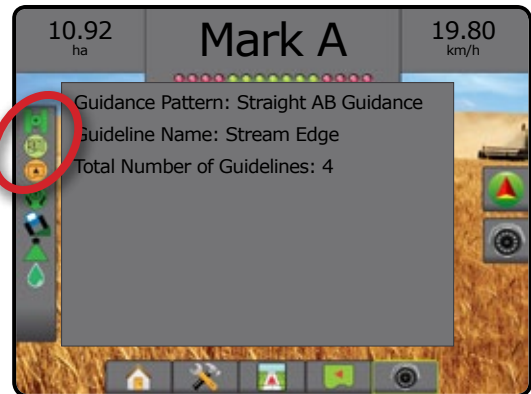 10.92
ha
Mark A
19.80
km/h
Guidance Pattern: Straight AB Guidance
Guideline Name: Stream Edge
Total Number of Guidelines: 4